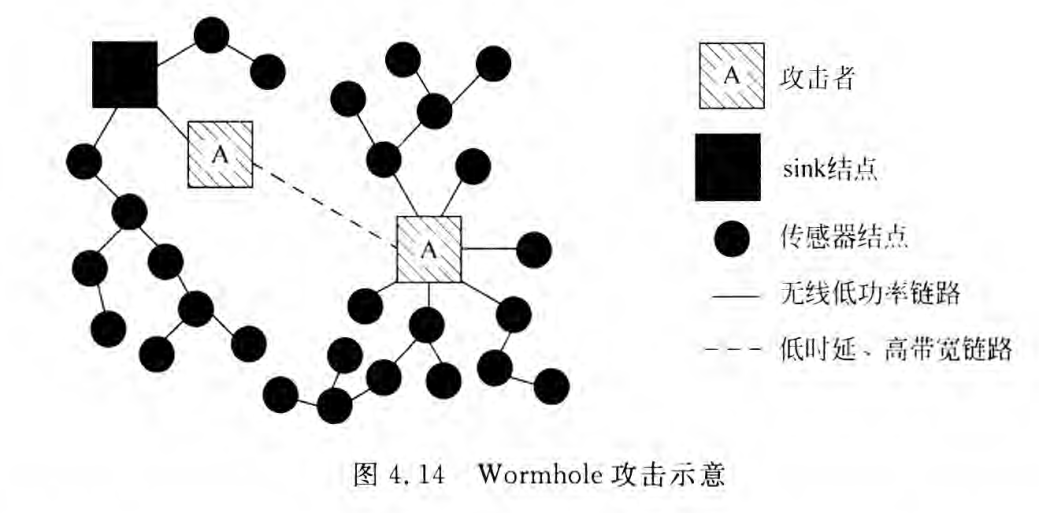 A
A
A 攻击者
sink结点
传感器结点
无线低功率链路
低时延、高带宽链路
图 4.14 Wormhole 攻击示意